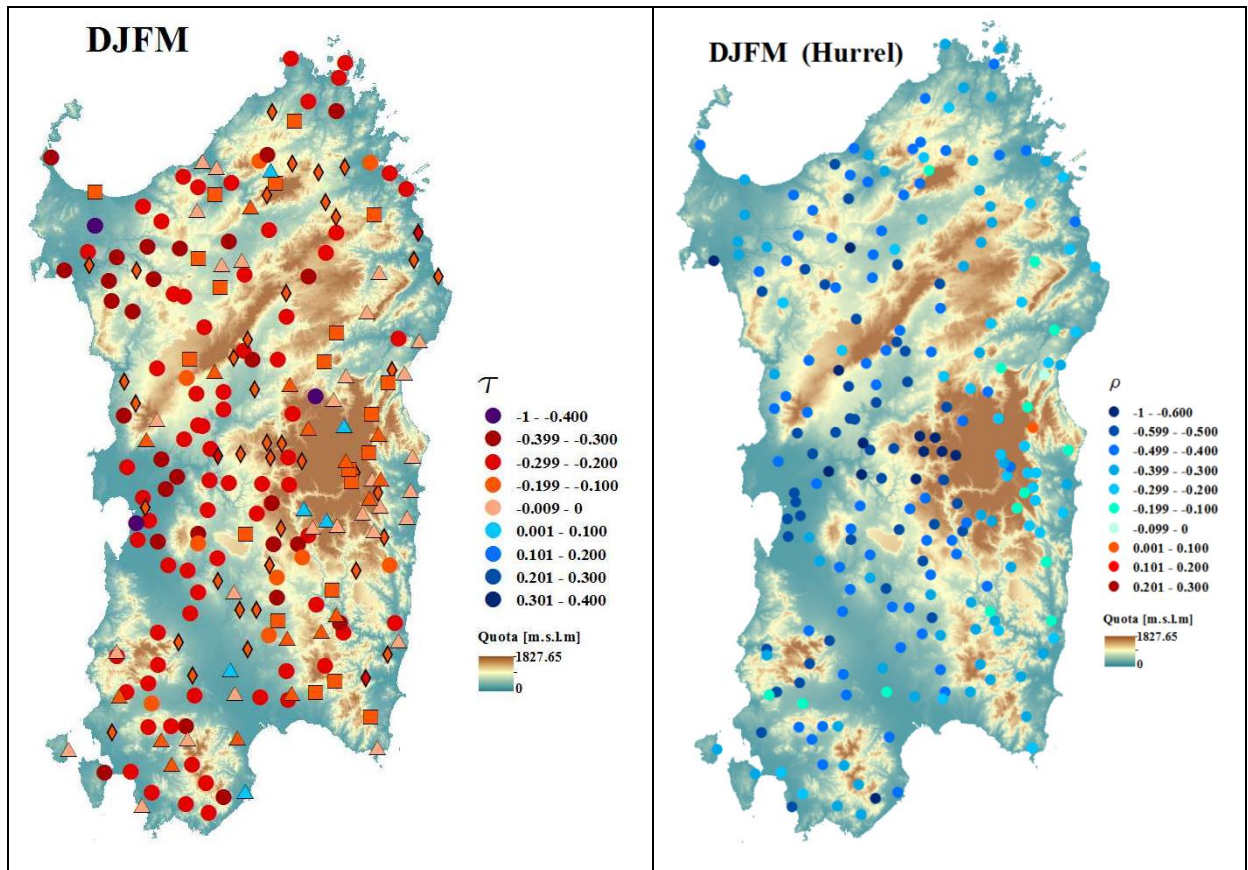 DJFM
τ
-1 - -0.400
-0.399 - -0.300
-0.299 - -0.200
-0.199 - -0.100
-0.009 - 0
0.001 - 0.100
0.101 - 0.200
0.201 - 0.300
0.301 - 0.400
Quota [m.s.l.m]
1827.65
-
0
DJFM (Hurrel)
ρ
-1 - -0.600
-0.599 - -0.500
-0.499 - -0.400
-0.399 - -0.300
-0.299 - -0.200
-0.199 - -0.100
-0.099 - 0
0.001 - 0.100
0.101 - 0.200
0.201 - 0.300
Quota [m.s.l.m]
1827.65
-
0